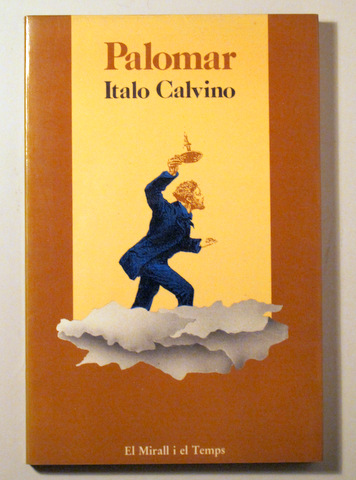 Palomar
Italo Calvino
El Mirall i el Temps